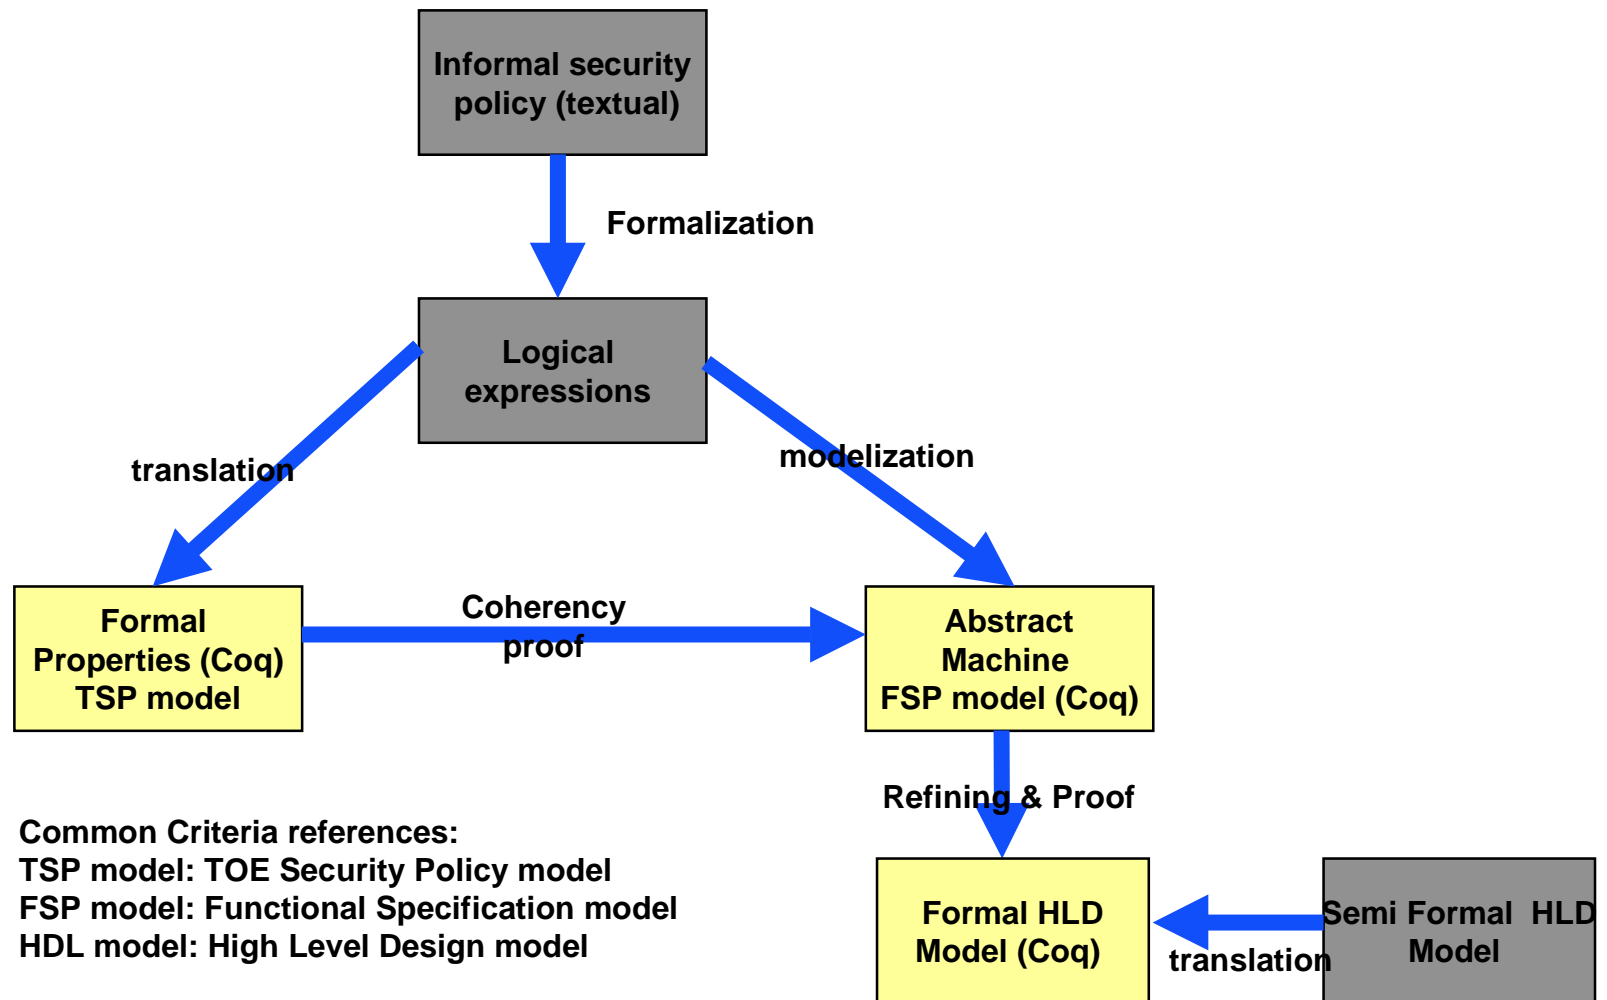 Informal security
policy (textual)
Formalization
Logical
expressions
translation
modelization
Formal
Properties (Coq)
TSP model
Coherency
proof
Abstract
Machine
FSP model (Coq)
Refining & Proof
Common Criteria references:
TSP model: TOE Security Policy model
FSP model: Functional Specification model
HDL model: High Level Design model
Formal HLD
Model (Coq)
translation
Semi Formal HLD
Model